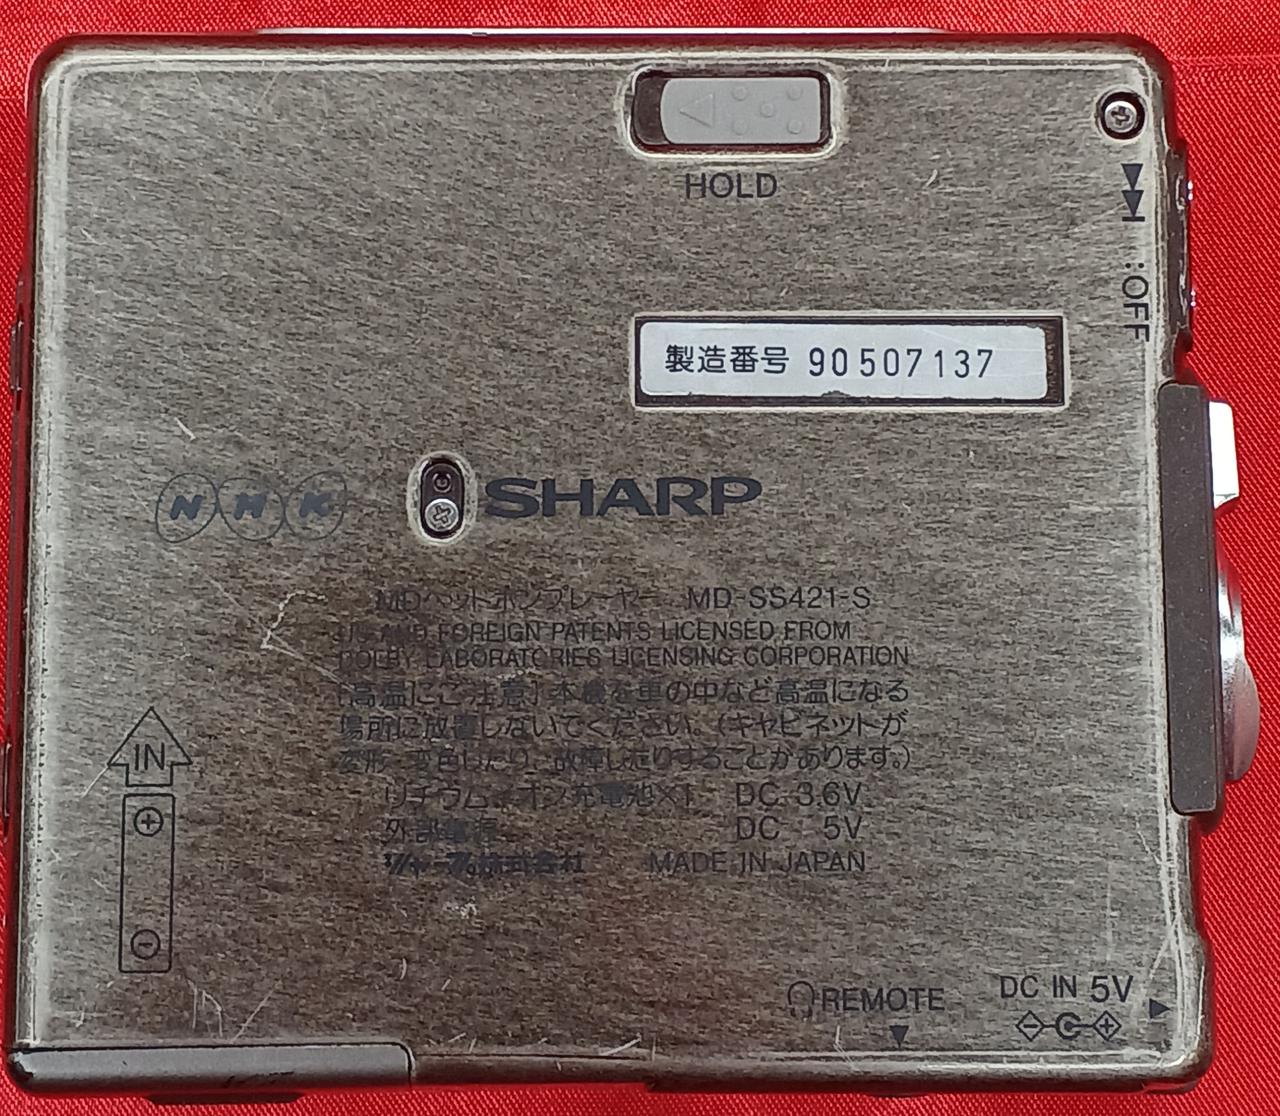 HOLD
:OFF
製造番号 90507137
NHK
SHARP
MDヘッドホンプレーヤー MD-SS421-S
US AND FOREIGN PATENTS LICENSED FROM
DOLBY LABORATORIES LICENSING CORPORATION
〔高温にご注意〕本機を車の中など高温になる
場所に放置しないでください。(キャビネットが
変形、変色したり、故障したりすることがあります。)
リチウムイオン充電池×1 DC 3.6V
外部電源 DC 5V
シャープ株式会社 MADE IN JAPAN
IN
REMOTE
DC IN 5V